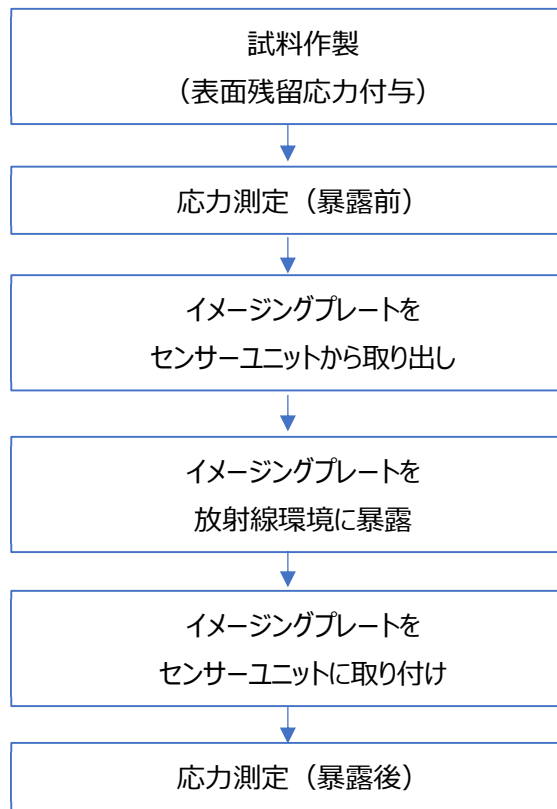 試料作製
（表面残留応力付与）
応力測定（暴露前）
イメージングプレートを
センサーユニットから取り出し
イメージングプレートを
放射線環境に暴露
イメージングプレートを
センサーユニットに取り付け
応力測定（暴露後）